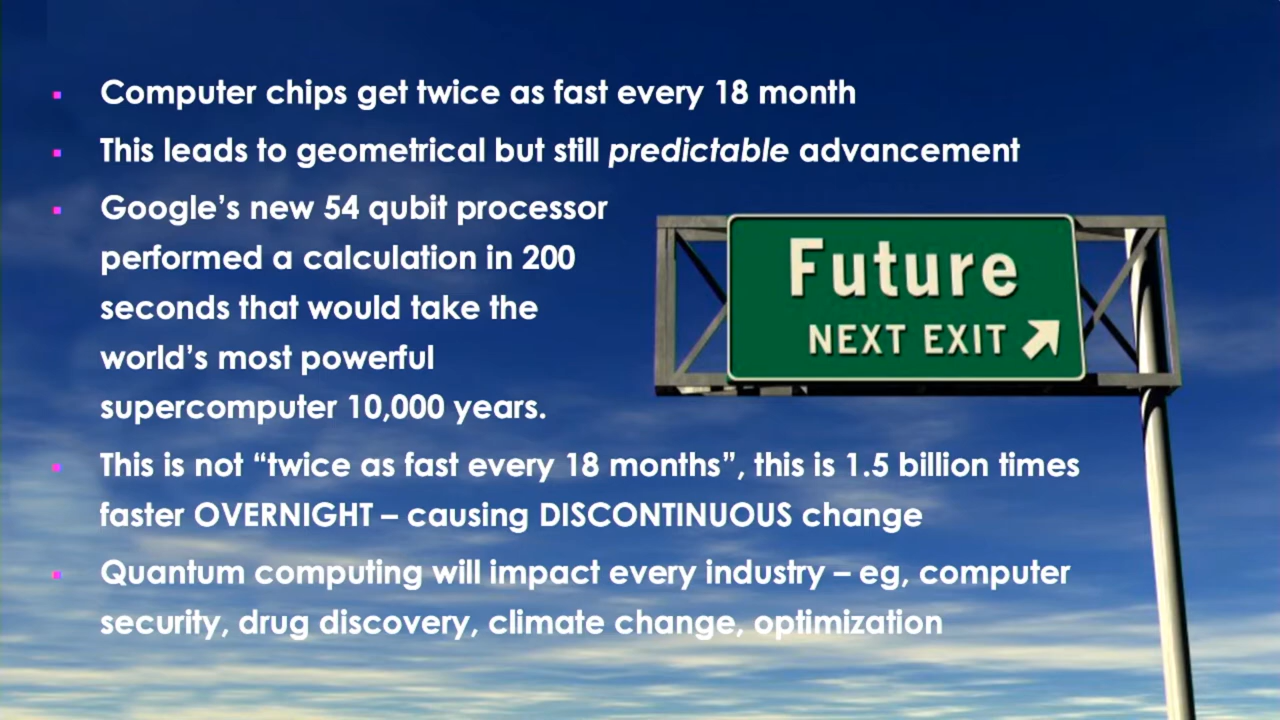 Computer chips get twice as fast every 18 month
This leads to geometrical but still predictable advancement
Google’s new 54 qubit processor
performed a calculation in 200
seconds that would take the
world’s most powerful
supercomputer 10,000 years.
Future
NEXT EXIT
This is not “twice as fast every 18 months”, this is 1.5 billion times
faster OVERNIGHT – causing DISCONTINUOUS change
Quantum computing will impact every industry – eg, computer
security, drug discovery, climate change, optimization